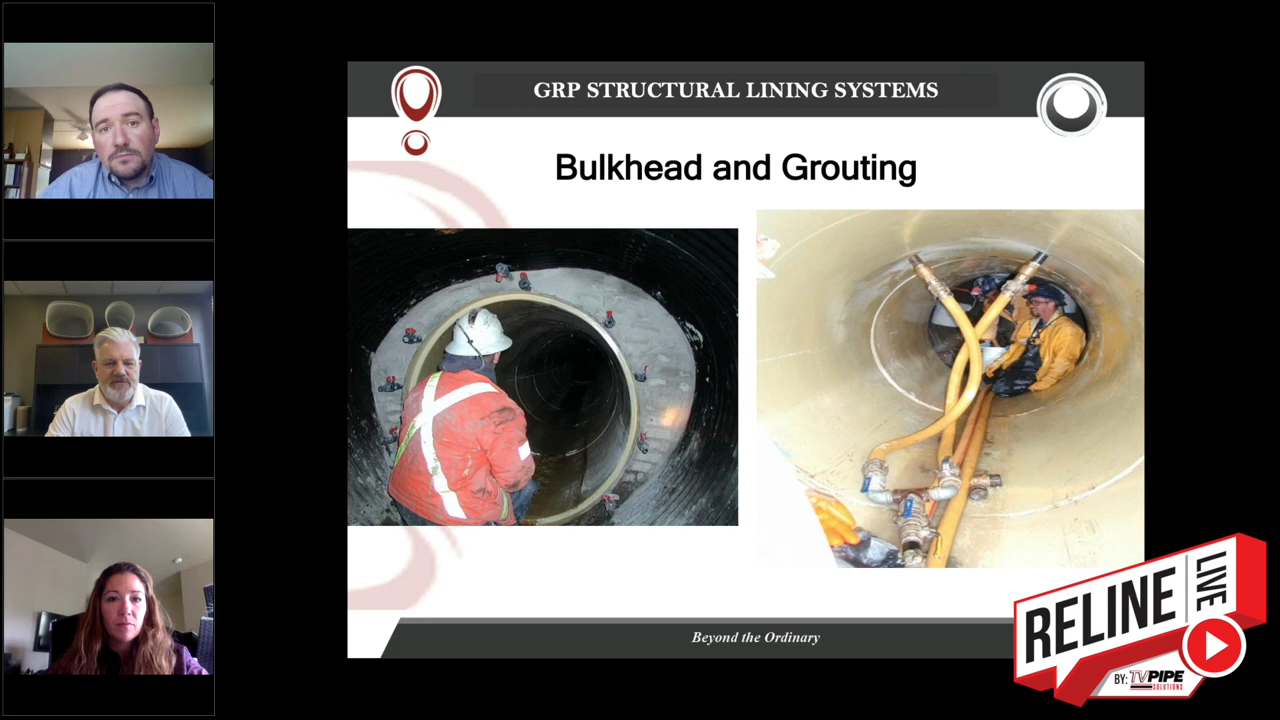 GRP STRUCTURAL LINING SYSTEMS
Bulkhead and Grouting
Beyond the Ordinary
RELINE LIVE
BY: TVPIPE
SOLUTIONS